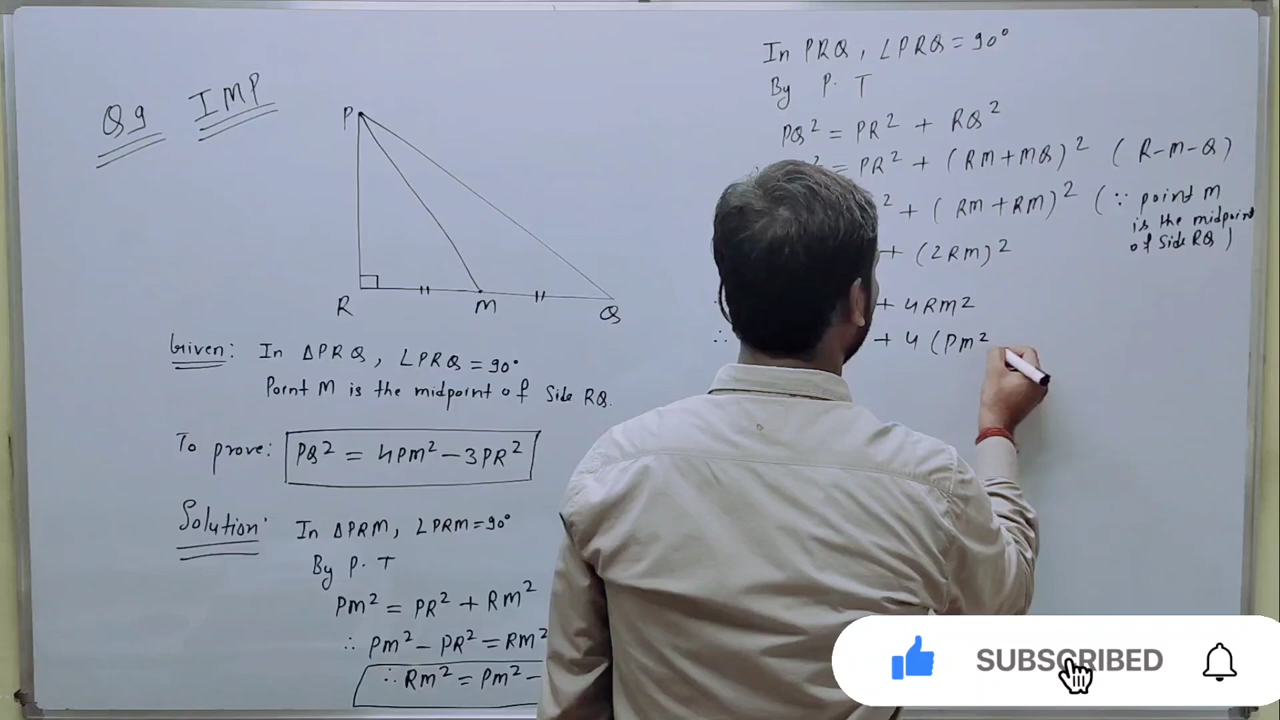 Q9 IMP
P
R M Q
Given: In ΔPRQ, ∠PRQ = 90°
Point M is the midpoint of Side RQ.
To prove: PQ² = 4PM² - 3PR²
Solution: In ΔPRM, ∠PRM = 90°
By P. T
PM² = PR² + RM²
∴ PM² - PR² = RM²
∴ RM² = PM² -
In PRQ, ∠PRQ = 90°
By P. T
PQ² = PR² + RQ²
² = PR² + (RM + MQ)² (R-M-Q)
² + (RM + RM)² (∵ point M
is the midpoint
of Side RQ)
+ (2RM)²
+ 4RM²
∴ + 4 (PM²
SUBSCRIBED